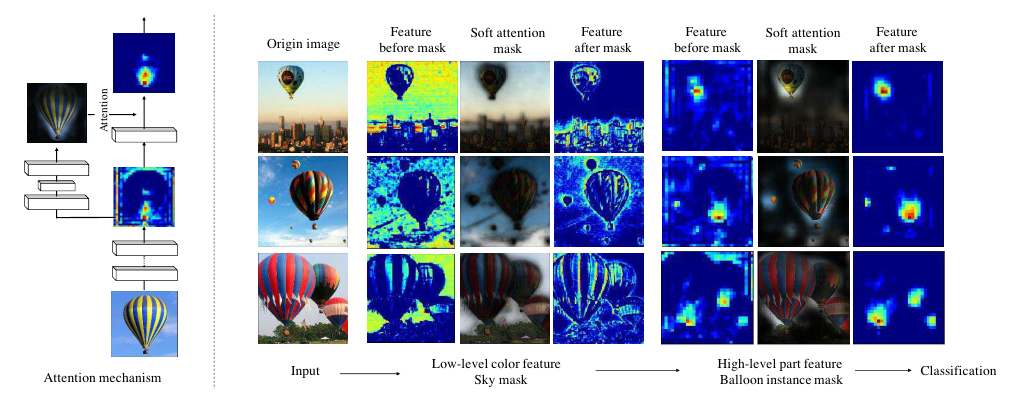 Attention
Attention mechanism
Origin image
Feature
before mask
Soft attention
mask
Feature
after mask
Feature
before mask
Soft attention
mask
Feature
after mask
Input
Low-level color feature
Sky mask
High-level part feature
Balloon instance mask
Classification